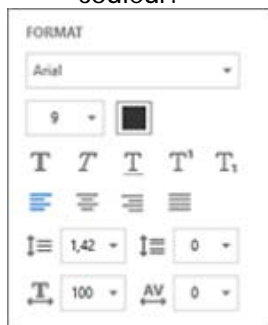 couleur?
FORMAT
Arial
9
T T T T¹ T₁
1,42 0
T 100 AV 0